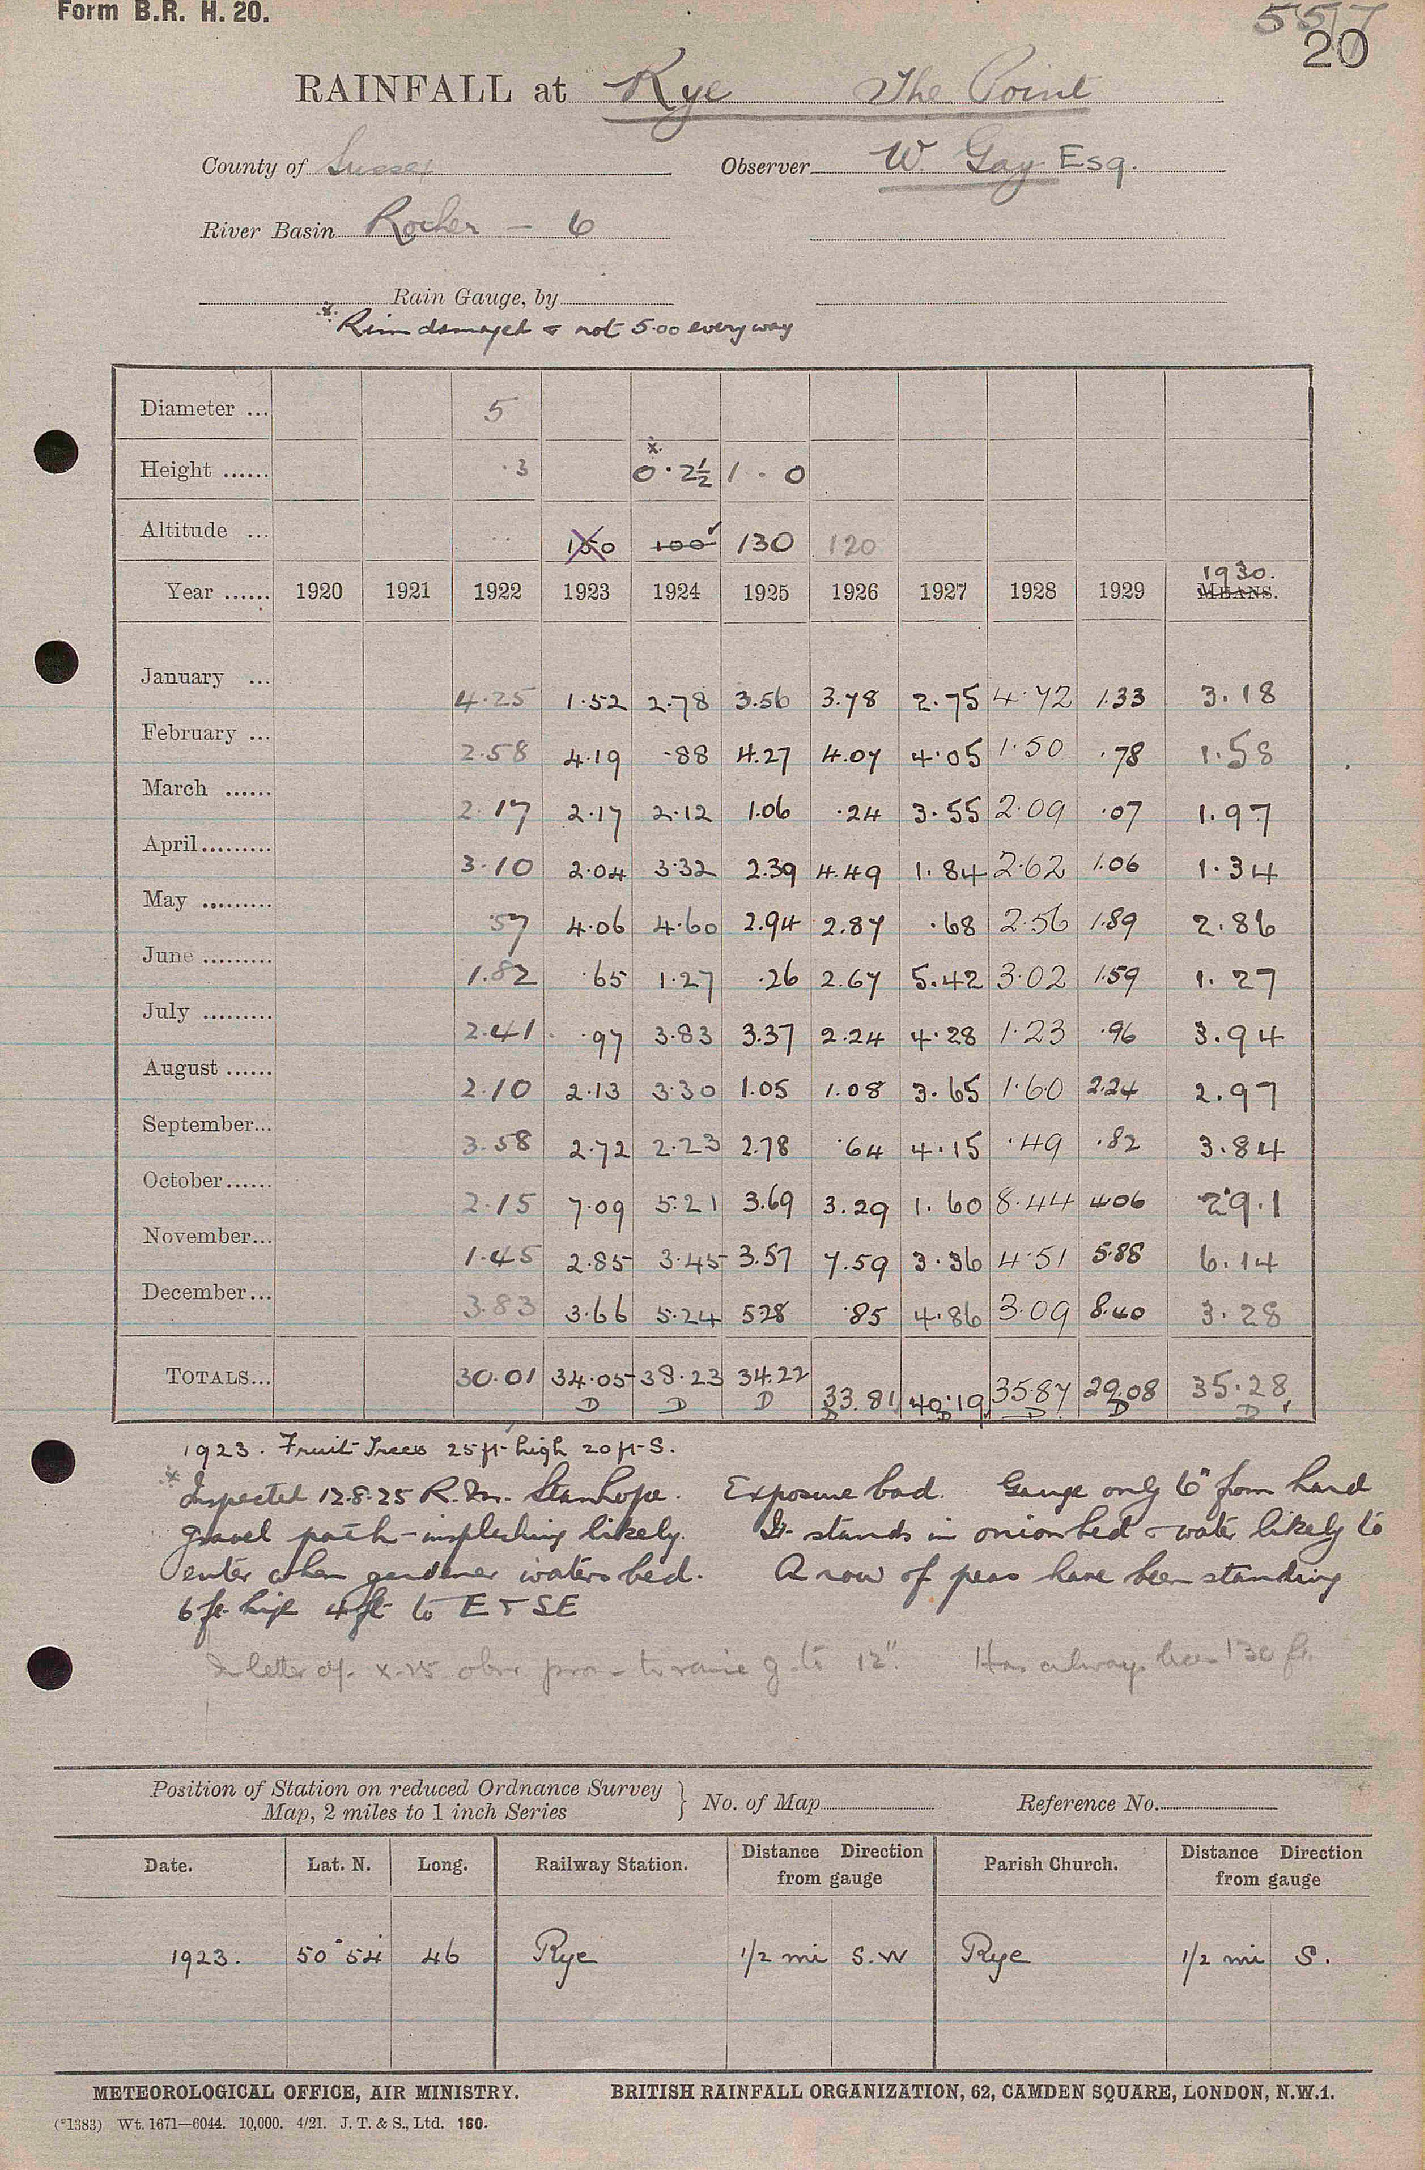 Form B.R. H. 20.
557
20
RAINFALL at Rye The Point
County of Sussex Observer W. Gay Esq.
River Basin Rother - 6
Rain Gauge, by
x. Rim damaged & not 5.00 every way
Diameter ... 5
Height ...... .3 x. 0.2½ 1 - 0
Altitude ... 150 100 130 120
Year ...... 1920 1921 1922 1923 1924 1925 1926 1927 1928 1929 1930. MEANS.
January ... 4.25 1.52 2.78 3.56 3.78 2.75 4.72 1.33 3.18
February ... 2.58 4.19 .88 4.27 4.07 4.05 1.50 .78 1.58
March ...... 2.17 2.17 2.12 1.06 .24 3.55 2.09 .07 1.97
April......... 3.10 2.04 3.32 2.39 4.49 1.84 2.62 1.06 1.34
May ......... .57 4.06 4.60 2.94 2.87 .68 2.56 1.89 2.86
June ......... 1.82 .65 1.27 .26 2.67 5.42 3.02 1.59 1.27
July ......... 2.41 .97 3.83 3.37 2.24 4.28 1.23 .96 3.94
August ...... 2.10 2.13 3.30 1.05 1.08 3.65 1.60 2.24 2.97
September... 3.58 2.72 2.23 2.78 .64 4.15 .49 .82 3.84
October...... 2.15 7.09 5.21 3.69 3.29 1.60 8.44 4.06 2.91
November... 1.45 2.85 3.45 3.57 7.59 3.36 4.51 5.88 6.14
December... 3.83 3.66 5.24 5.28 .85 4.86 3.09 8.40 3.28
TOTALS... 30.01 34.05 38.23 34.22 33.81 40.19 35.87 29.08 35.28
D D D D D D D D
1923. Fruit Trees 25 ft high 20 ft S.
x Inspected 12.8.25 R.M. Stanhope. Exposure bad. Gauge only 6" from hard
gravel path - insplashing likely. It stands in onion bed & water likely to
enter when gardener waters bed. A row of peas have been standing
6 ft high 4 ft to E & SE
In letter of x.25 obsr to raise g. to 12". Has always been 130 ft.
Position of Station on reduced Ordnance Survey
Map, 2 miles to 1 inch Series } No. of Map Reference No.
Date. Lat. N. Long. Railway Station. Distance Direction from gauge Parish Church. Distance Direction from gauge
1923. 50° 54 46 Rye 1/2 mi S.W Rye 1/2 mi S.
METEOROLOGICAL OFFICE, AIR MINISTRY. BRITISH RAINFALL ORGANIZATION, 62, CAMDEN SQUARE, LONDON, N.W.1.
(*1383) Wt. 1671—6044. 10,000. 4/21. J. T. & S., Ltd. 160.